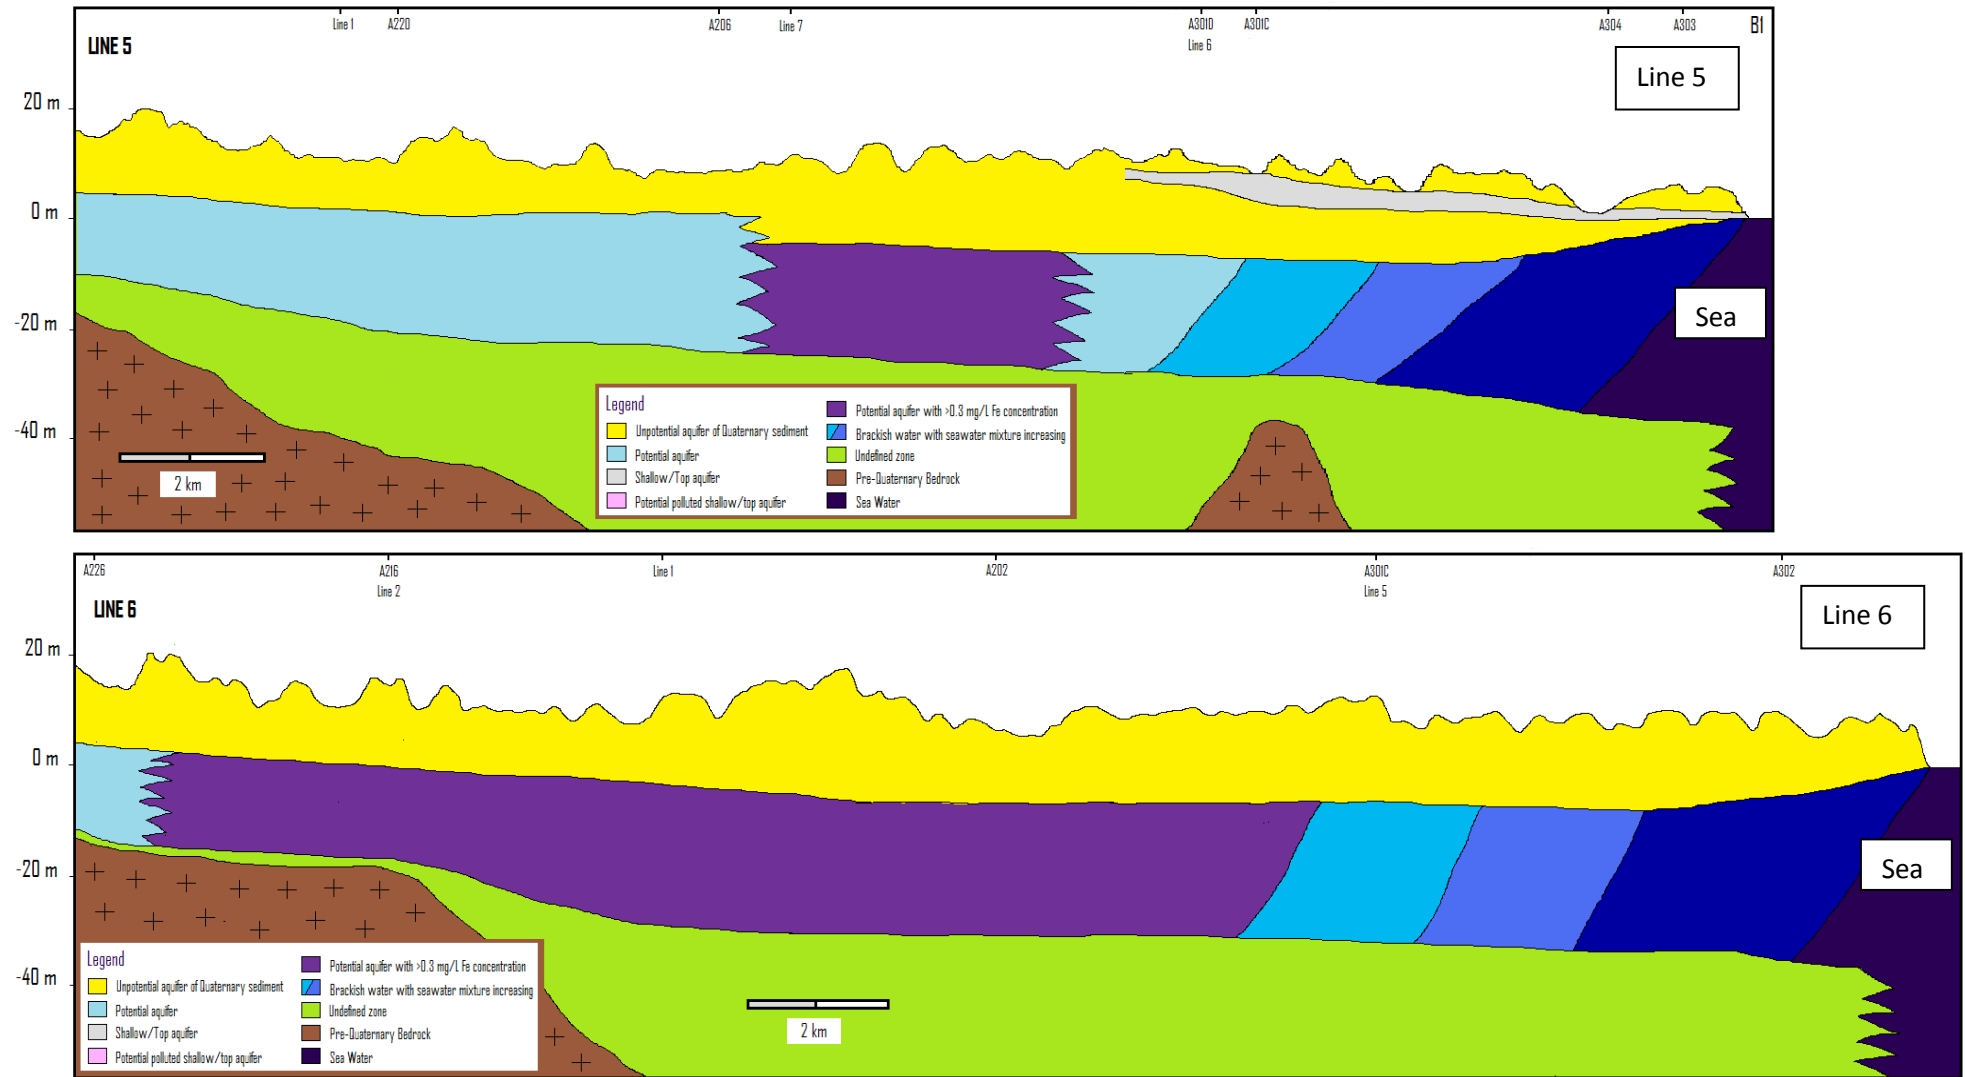 Line 1 A220 A206 Line 7 A301D A301C A304 A303 B1
Line 6
LINE 5
Line 5
20 m
0 m
-20 m
-40 m
Sea
2 km
Legend
Unpotential aquifer of Quaternary sediment
Potential aquifer
Shallow/Top aquifer
Potential polluted shallow/top aquifer
Potential aquifer with >0.3 mg/L Fe concentration
Brackish water with seawater mixture increasing
Undefined zone
Pre-Quaternary Bedrock
Sea Water
A226 A216 Line 1 A202 A301C A302
Line 2 Line 5
LINE 6
Line 6
20 m
0 m
-20 m
-40 m
Sea
2 km
Legend
Unpotential aquifer of Quaternary sediment
Potential aquifer
Shallow/Top aquifer
Potential polluted shallow/top aquifer
Potential aquifer with >0.3 mg/L Fe concentration
Brackish water with seawater mixture increasing
Undefined zone
Pre-Quaternary Bedrock
Sea Water